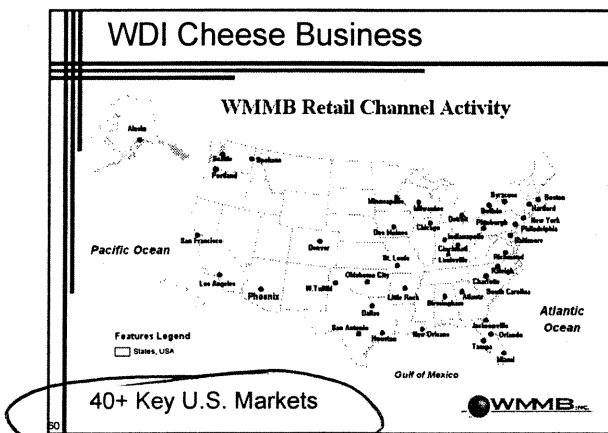 WDI Cheese Business
WMMB Retail Channel Activity
Alaska
Seattle
Spokane
Portland
Minneapolis
Milwaukee
Detroit
Syracuse
Buffalo
Boston
Hartford
New York
Pittsburgh
Philadelphia
Baltimore
Des Moines
Chicago
Indianapolis
Cincinnati
Louisville
San Francisco
Denver
St. Louis
Richmond
Raleigh
Charlotte
South Carolina
Pacific Ocean
Los Angeles
Phoenix
Oklahoma City
Little Rock
Birmingham
Atlanta
Dallas
Atlantic
Ocean
San Antonio
Houston
New Orleans
Jacksonville
Orlando
Tampa
Miami
Features Legend
States, USA
Gulf of Mexico
40+ Key U.S. Markets
WMMB INC.
60